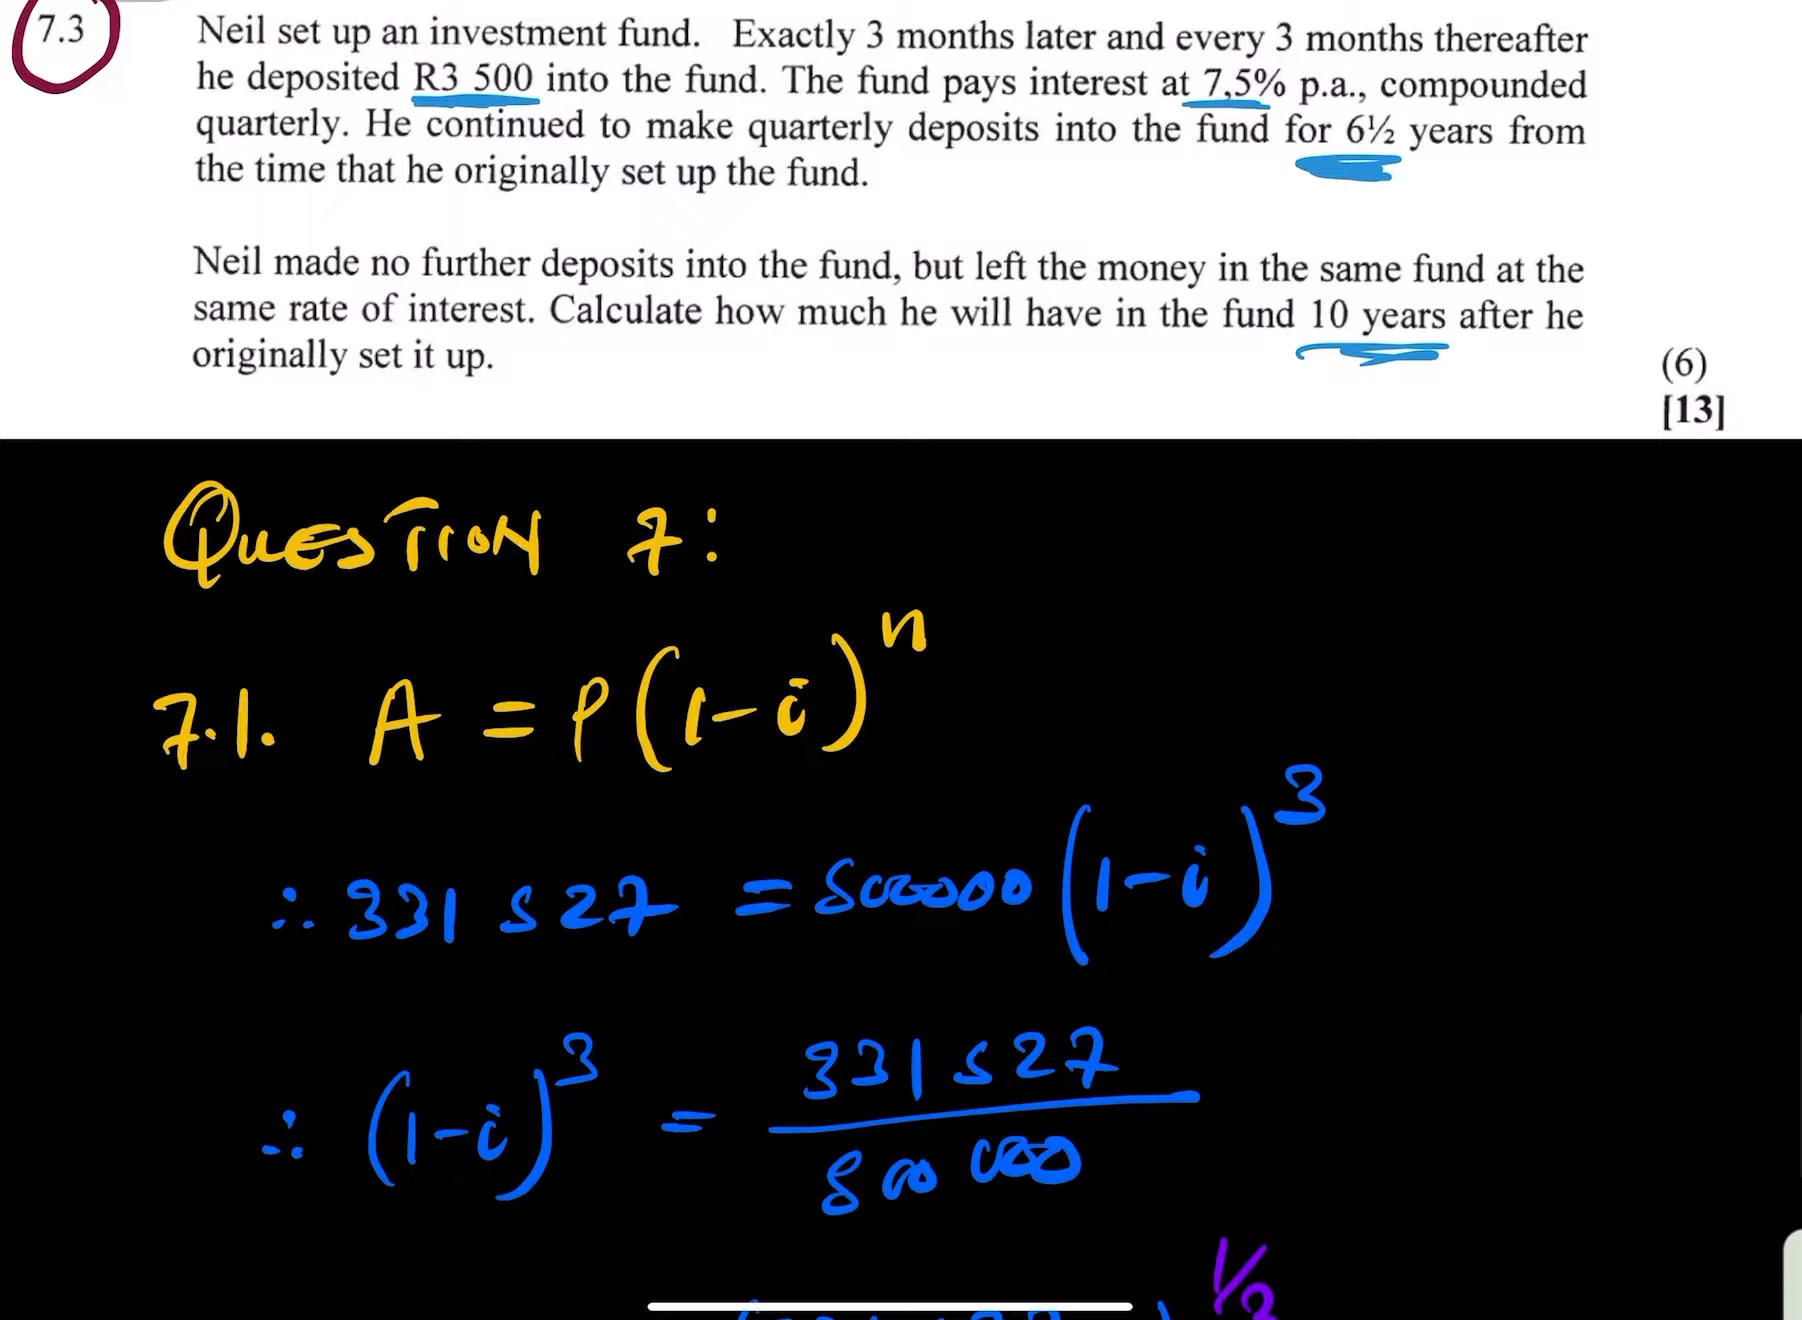 7.3
Neil set up an investment fund. Exactly 3 months later and every 3 months thereafter
he deposited R3 500 into the fund. The fund pays interest at 7,5% p.a., compounded
quarterly. He continued to make quarterly deposits into the fund for 6½ years from
the time that he originally set up the fund.
Neil made no further deposits into the fund, but left the money in the same fund at the
same rate of interest. Calculate how much he will have in the fund 10 years after he
originally set it up.
(6)
[13]
QUESTION 7:
7.1. A = P(1-i)^n
∴ 331 527 = 800000(1-i)^3
∴ (1-i)^3 = 331 527
800 000
1/3